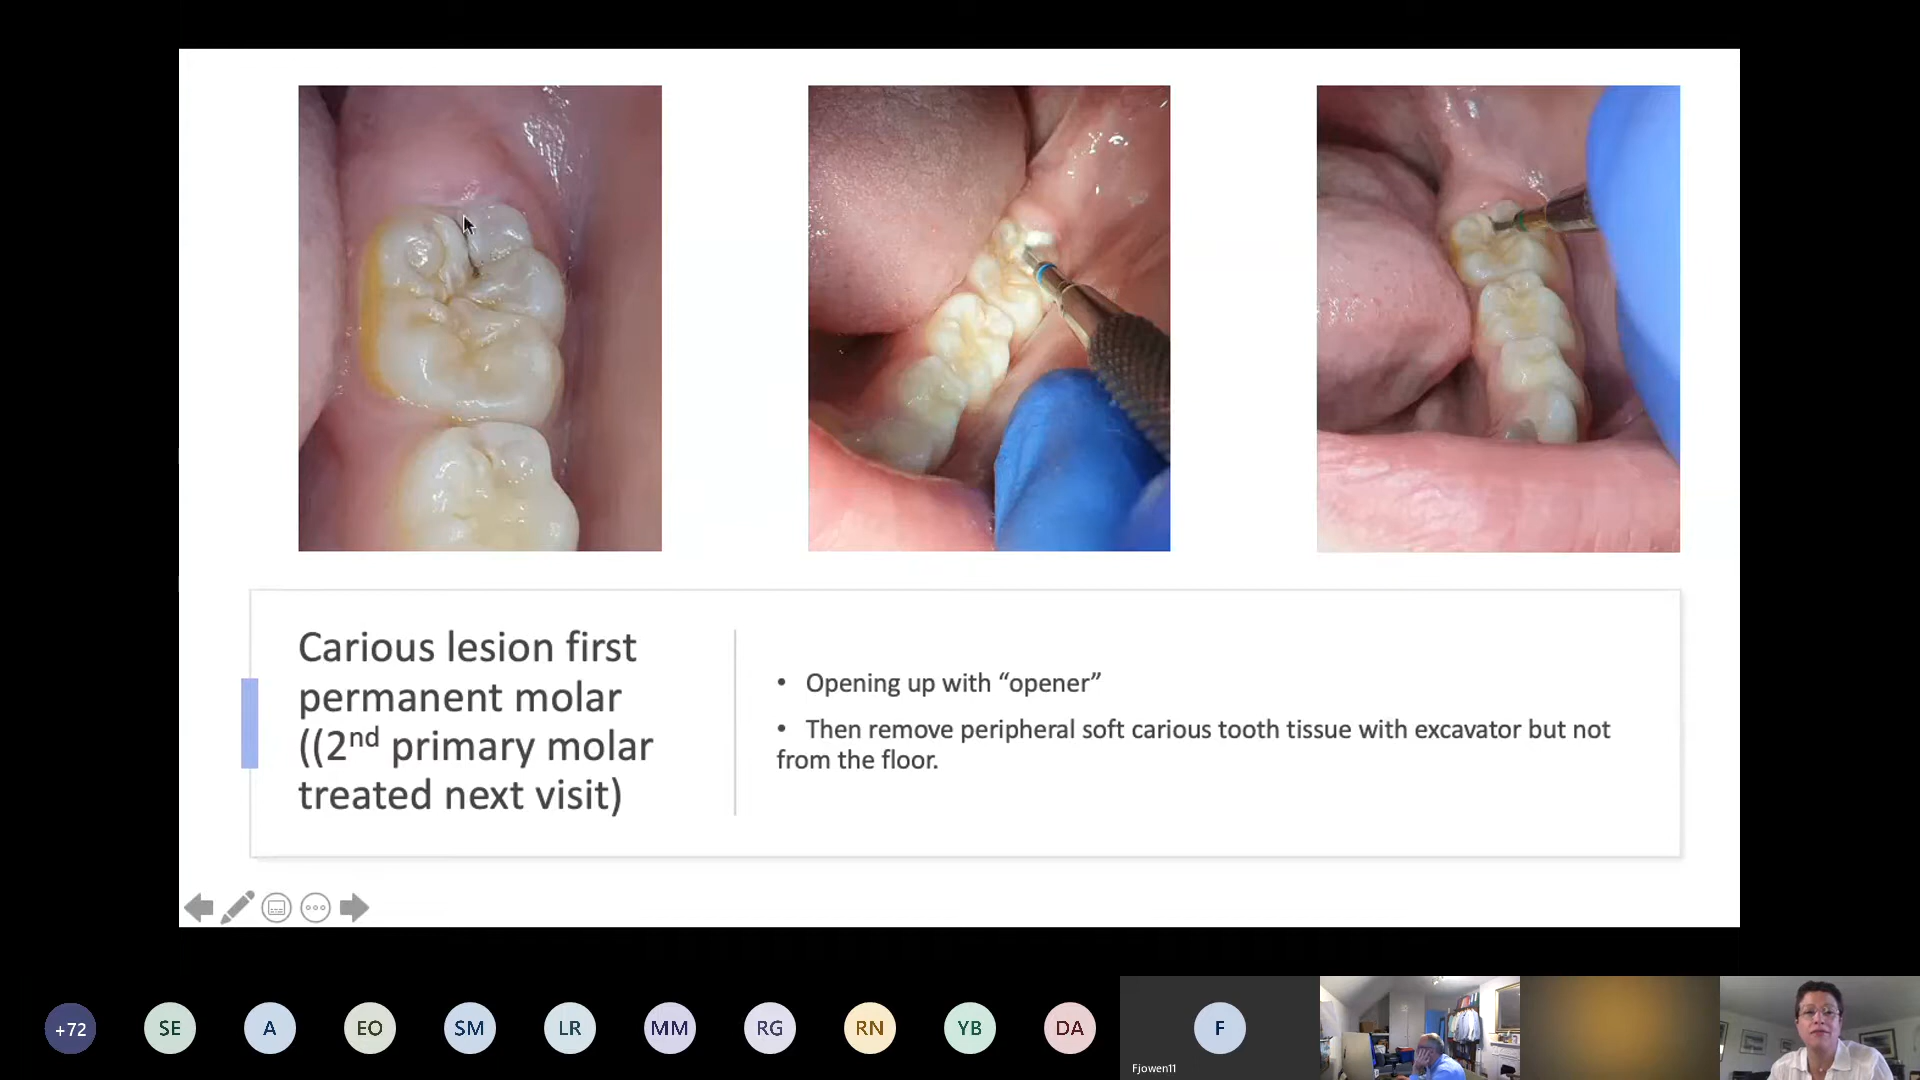 Carious lesion first
permanent molar
((2nd primary molar
treated next visit)
• Opening up with “opener”
• Then remove peripheral soft carious tooth tissue with excavator but not
from the floor.
+72
SE
A
EO
SM
LR
MM
RG
RN
YB
DA
F
Fjowen11